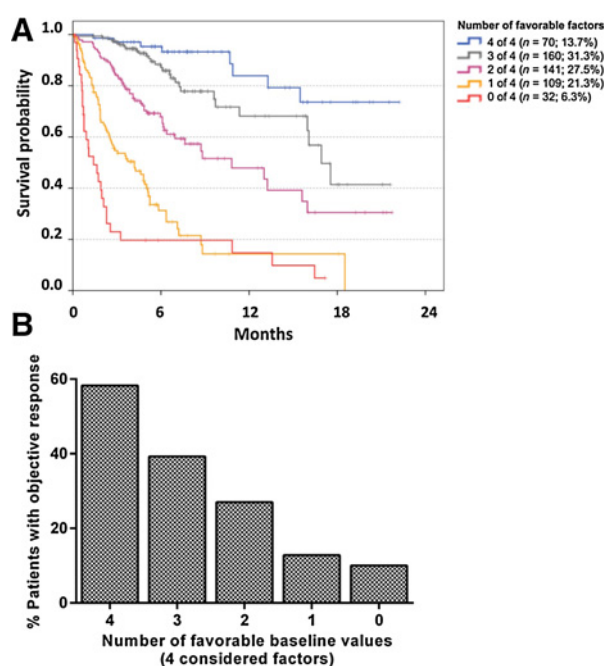 A
Survival probability
1.0
0.8
0.6
0.4
0.2
0.0
0 6 12 18 24
Months
Number of favorable factors
4 of 4 (n = 70; 13.7%)
3 of 4 (n = 160; 31.3%)
2 of 4 (n = 141; 27.5%)
1 of 4 (n = 109; 21.3%)
0 of 4 (n = 32; 6.3%)
B
% Patients with objective response
60
40
20
0
4 3 2 1 0
Number of favorable baseline values
(4 considered factors)